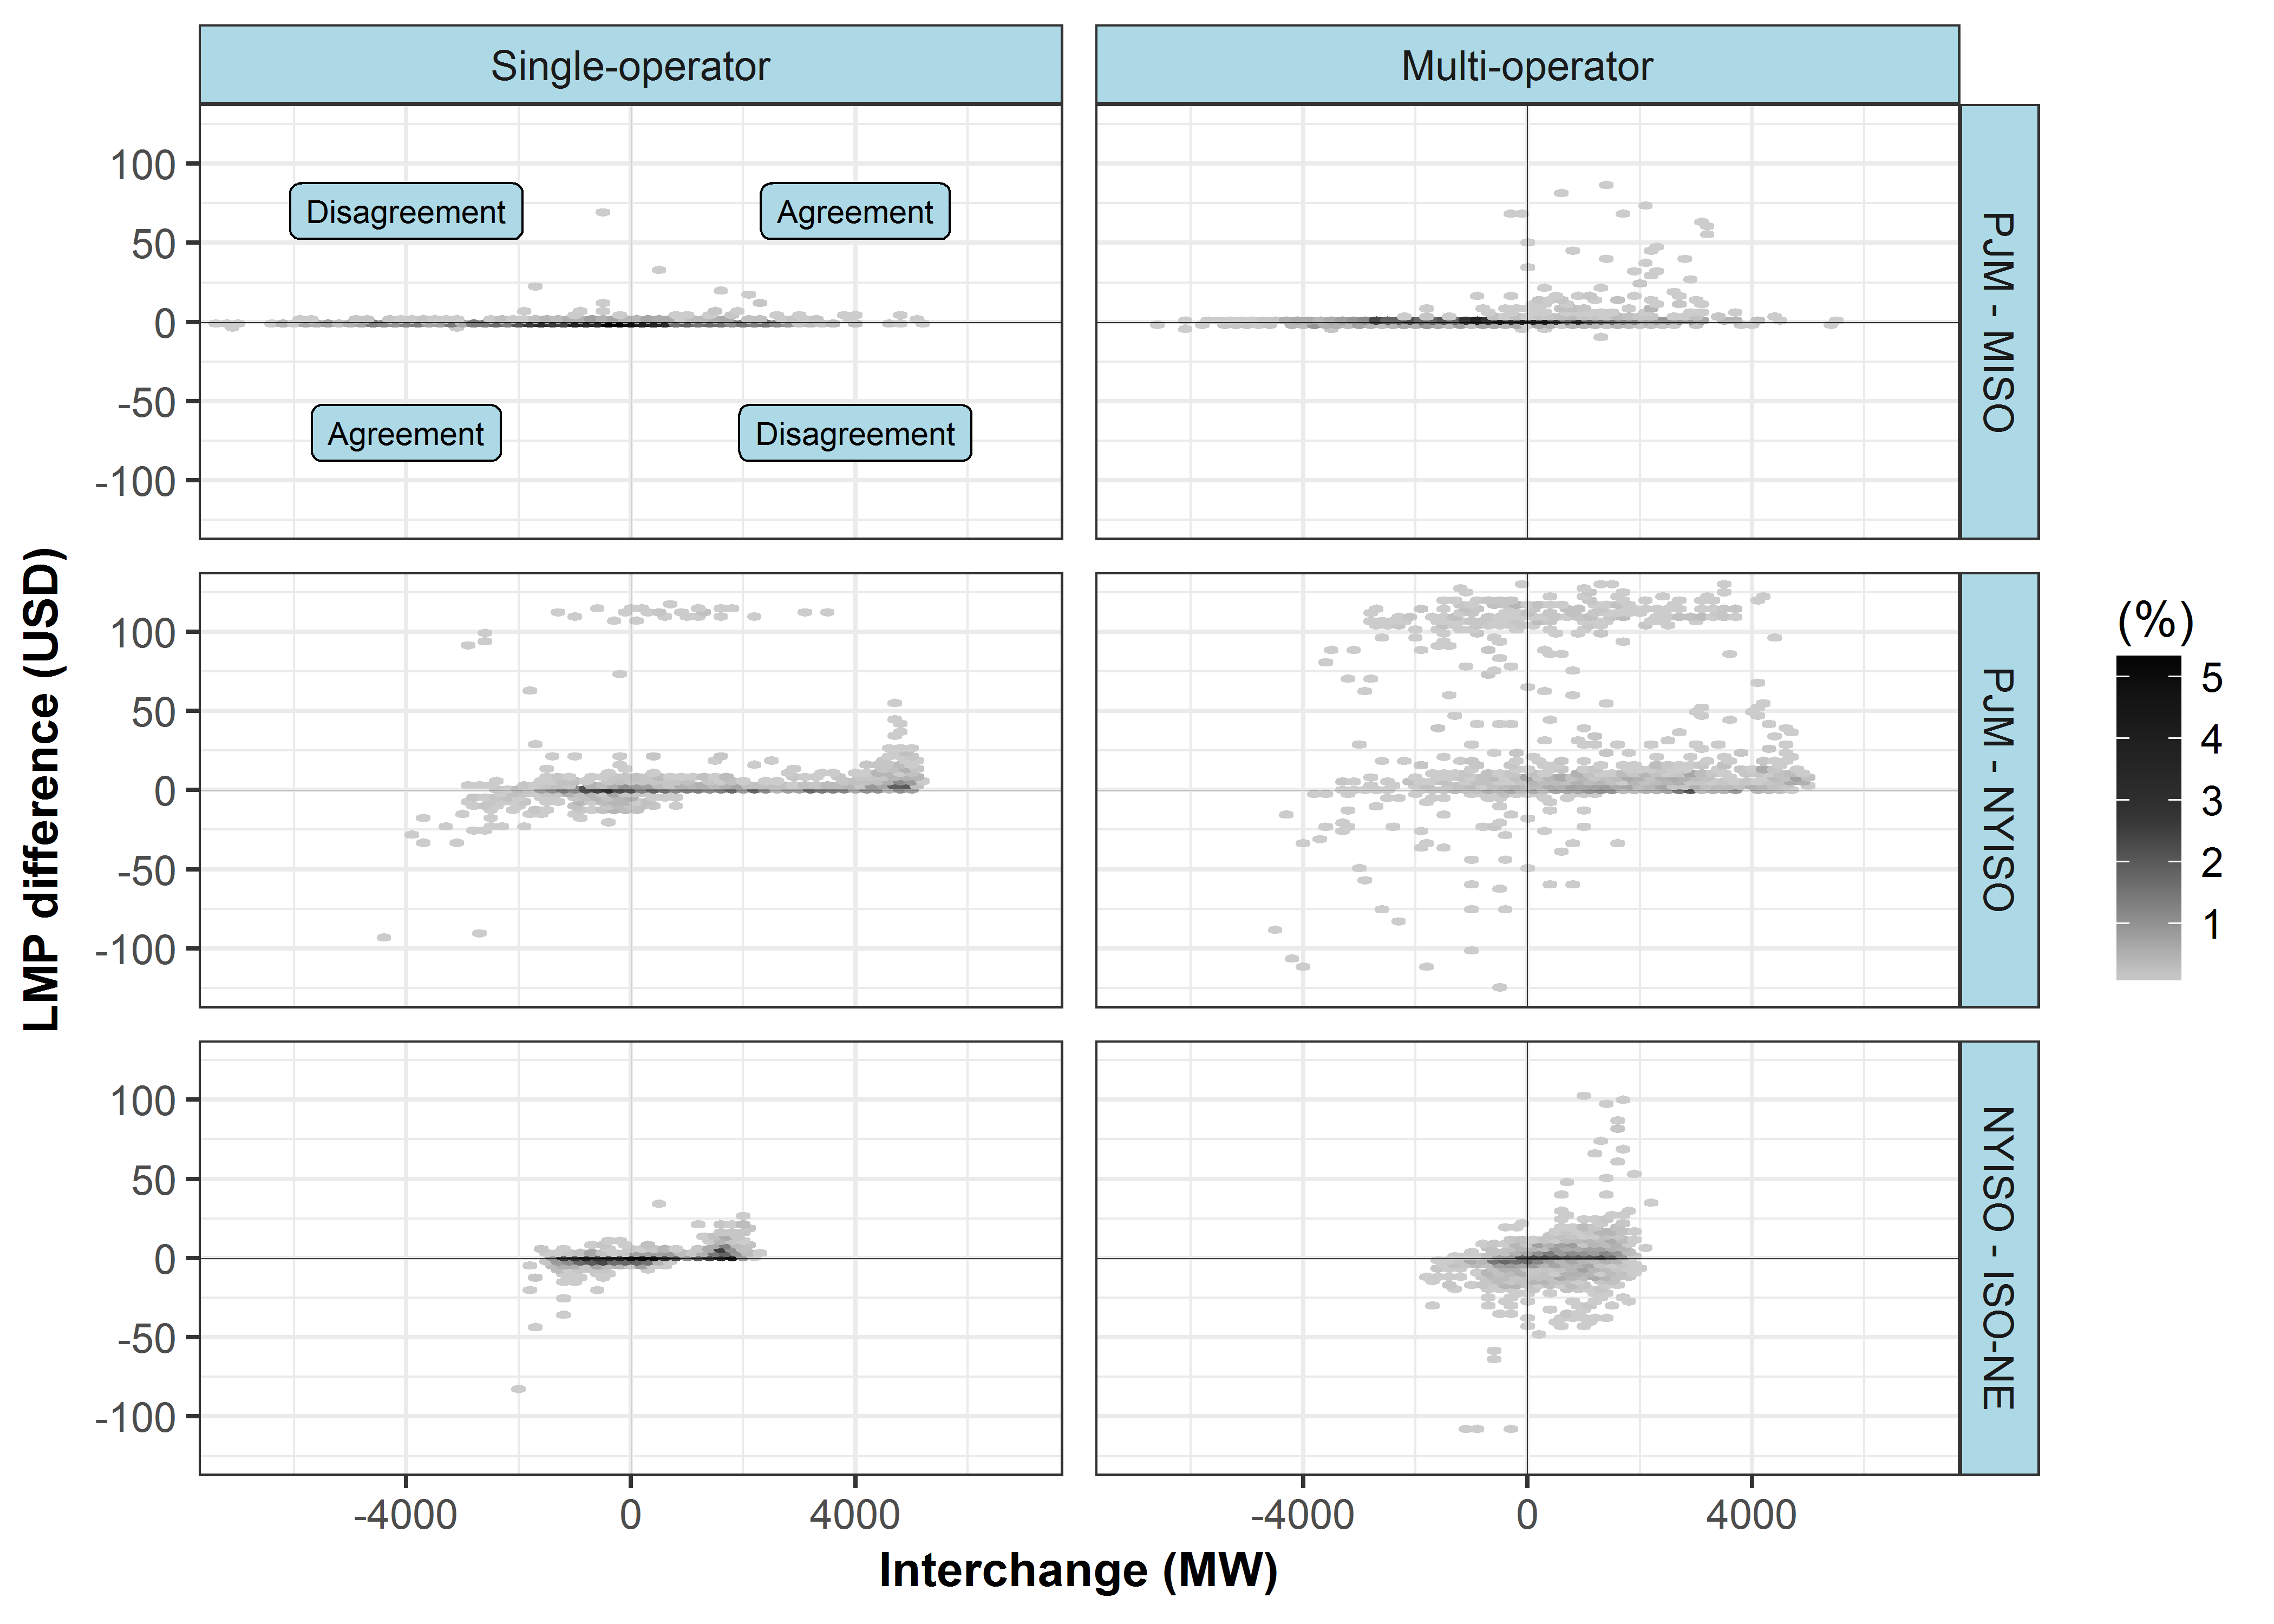 Single-operator
Multi-operator
100
50
0
-50
-100
Disagreement
Agreement
Agreement
Disagreement
PJM - MISO
LMP difference (USD)
100
50
0
-50
-100
PJM - NYISO
(%)
5
4
3
2
1
100
50
0
-50
-100
NYISO - ISO-NE
-4000
0
4000
-4000
0
4000
Interchange (MW)